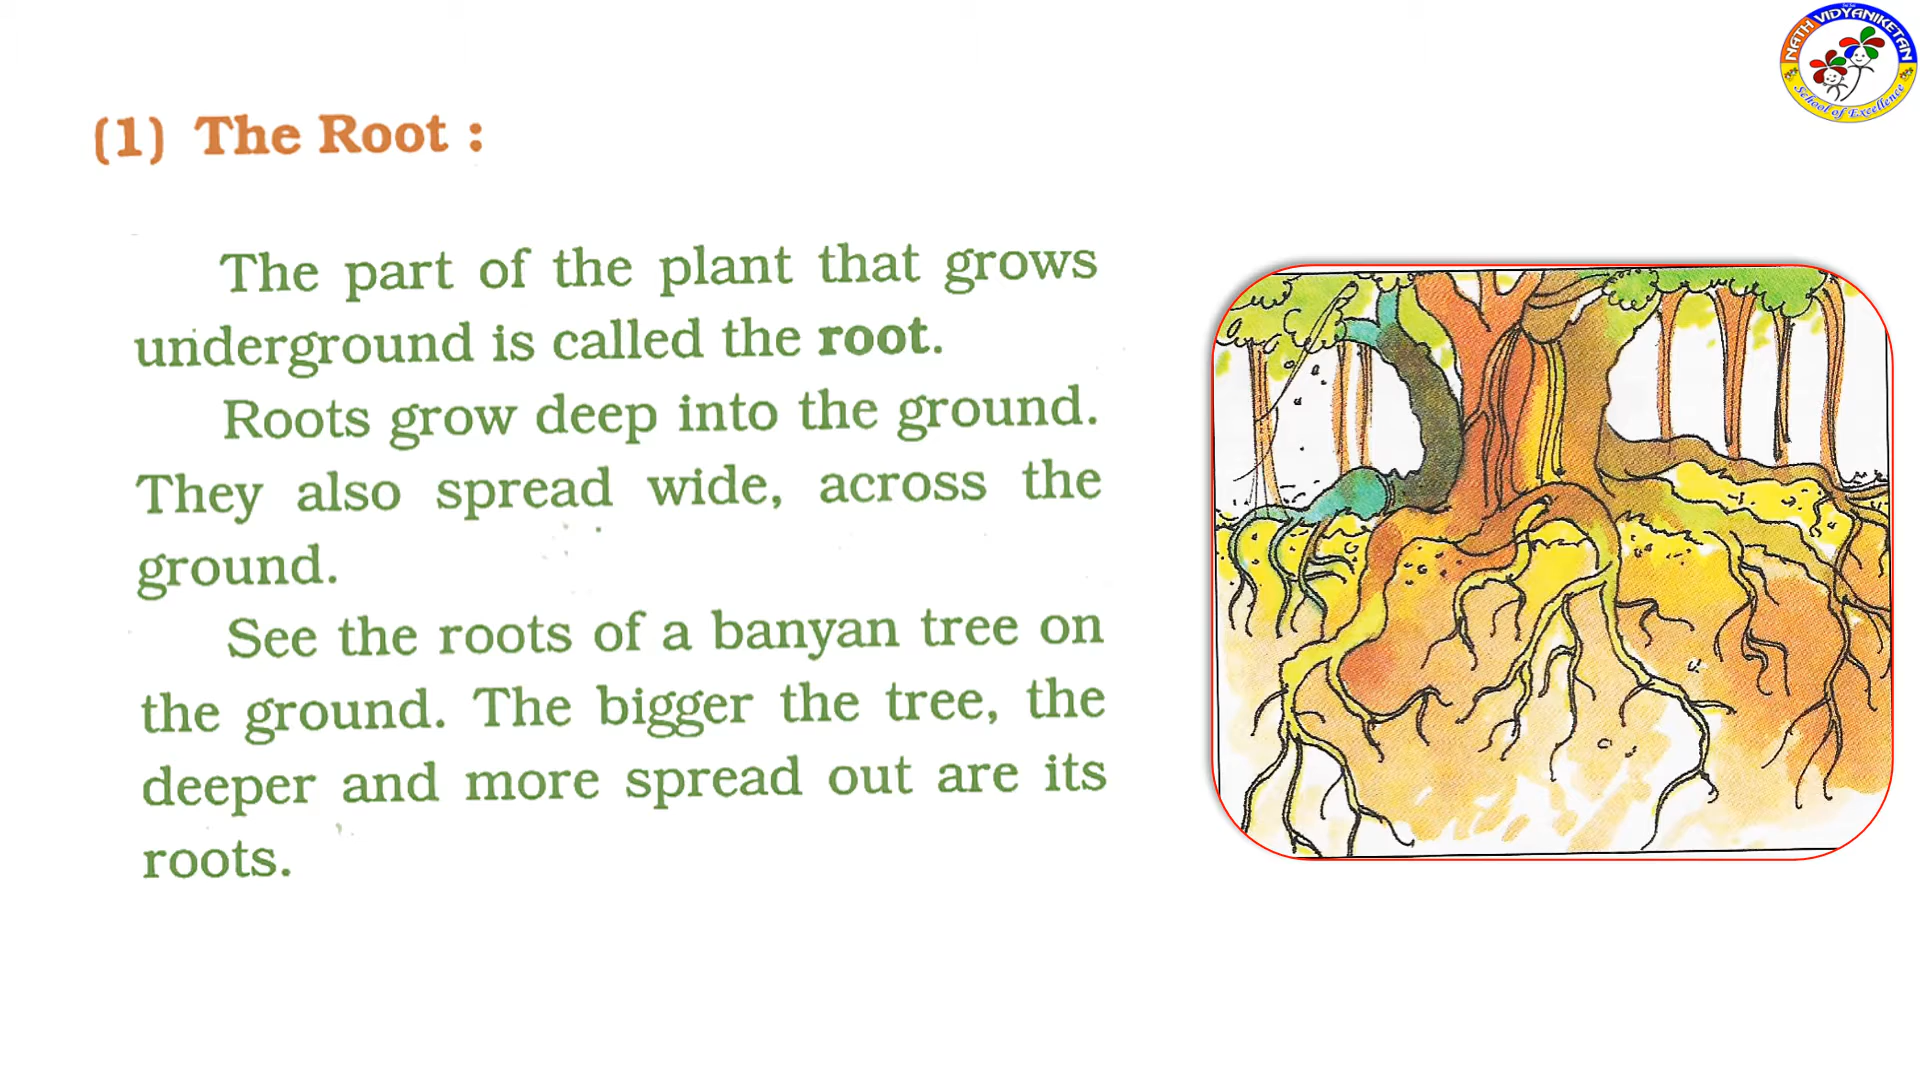 NATH VIDYANIKETAN
School of Excellence
(1) The Root :
The part of the plant that grows
underground is called the root.
Roots grow deep into the ground.
They also spread wide, across the
ground.
See the roots of a banyan tree on
the ground. The bigger the tree, the
deeper and more spread out are its
roots.